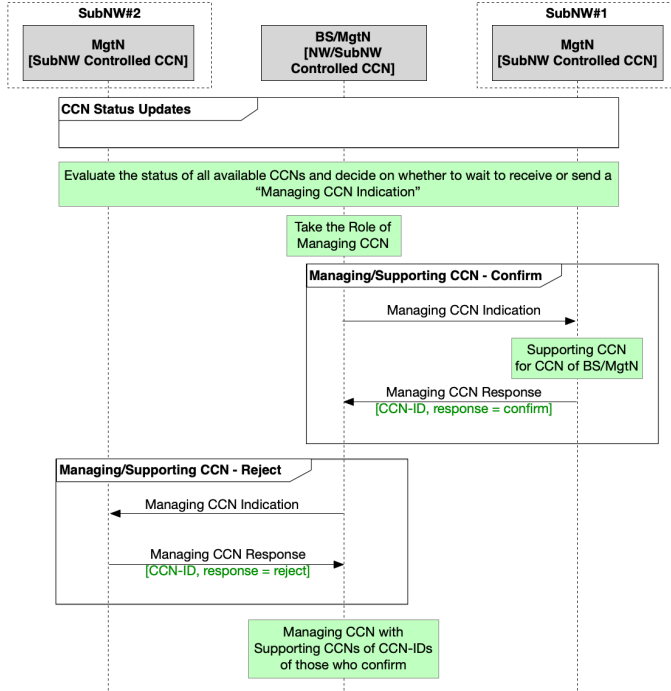 SubNW#2
SubNW#1
MgtN
[SubNW Controlled CCN]
BS/MgtN
[NW/SubNW
Controlled CCN]
MgtN
[SubNW Controlled CCN]
CCN Status Updates
Evaluate the status of all available CCNs and decide on whether to wait to receive or send a
“Managing CCN Indication”
Take the Role of
Managing CCN
Managing/Supporting CCN - Confirm
Managing CCN Indication
Supporting CCN
for CCN of BS/MgtN
Managing CCN Response
[CCN-ID, response = confirm]
Managing/Supporting CCN - Reject
Managing CCN Indication
Managing CCN Response
[CCN-ID, response = reject]
Managing CCN with
Supporting CCNs of CCN-IDs
of those who confirm